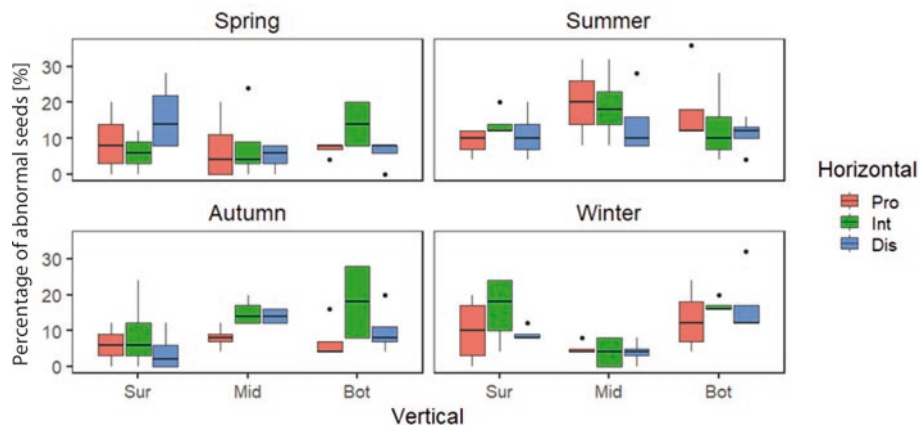 Spring Summer
Percentage of abnormal seeds [%]
30
20
10
0
Horizontal
Pro
Int
Dis
Autumn Winter
30
20
10
0
Sur Mid Bot Sur Mid Bot
Vertical